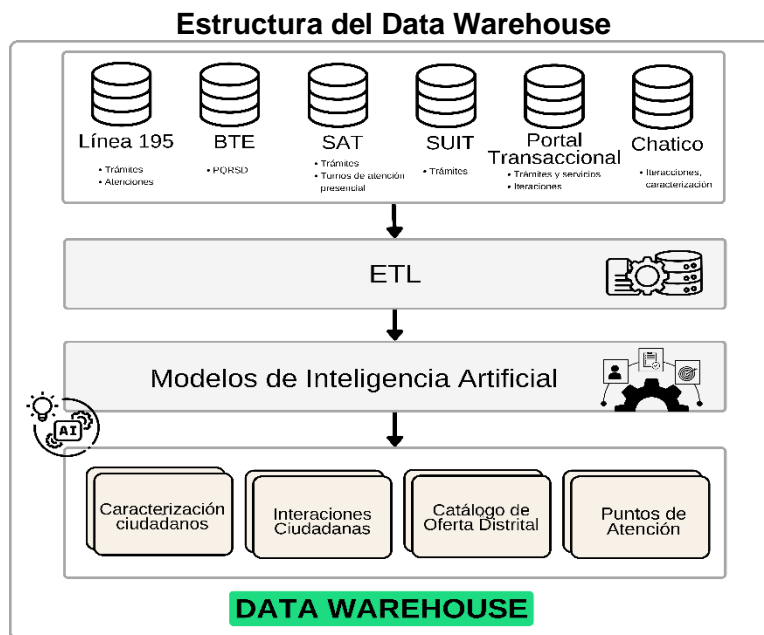 Estructura del Data Warehouse
Línea 195
• Trámites
• Atenciones
BTE
• PQRSD
SAT
• Trámites
• Turnos de atención
presencial
SUIT
• Trámites
Portal
Transaccional
• Trámites y servicios
• Iteraciones
Chatico
• Iteracciones,
caracterización
ETL
Modelos de Inteligencia Artificial
AI
Caracterización
ciudadanos
Interaciones
Ciudadanas
Catálogo de
Oferta Distrital
Puntos de
Atención
DATA WAREHOUSE